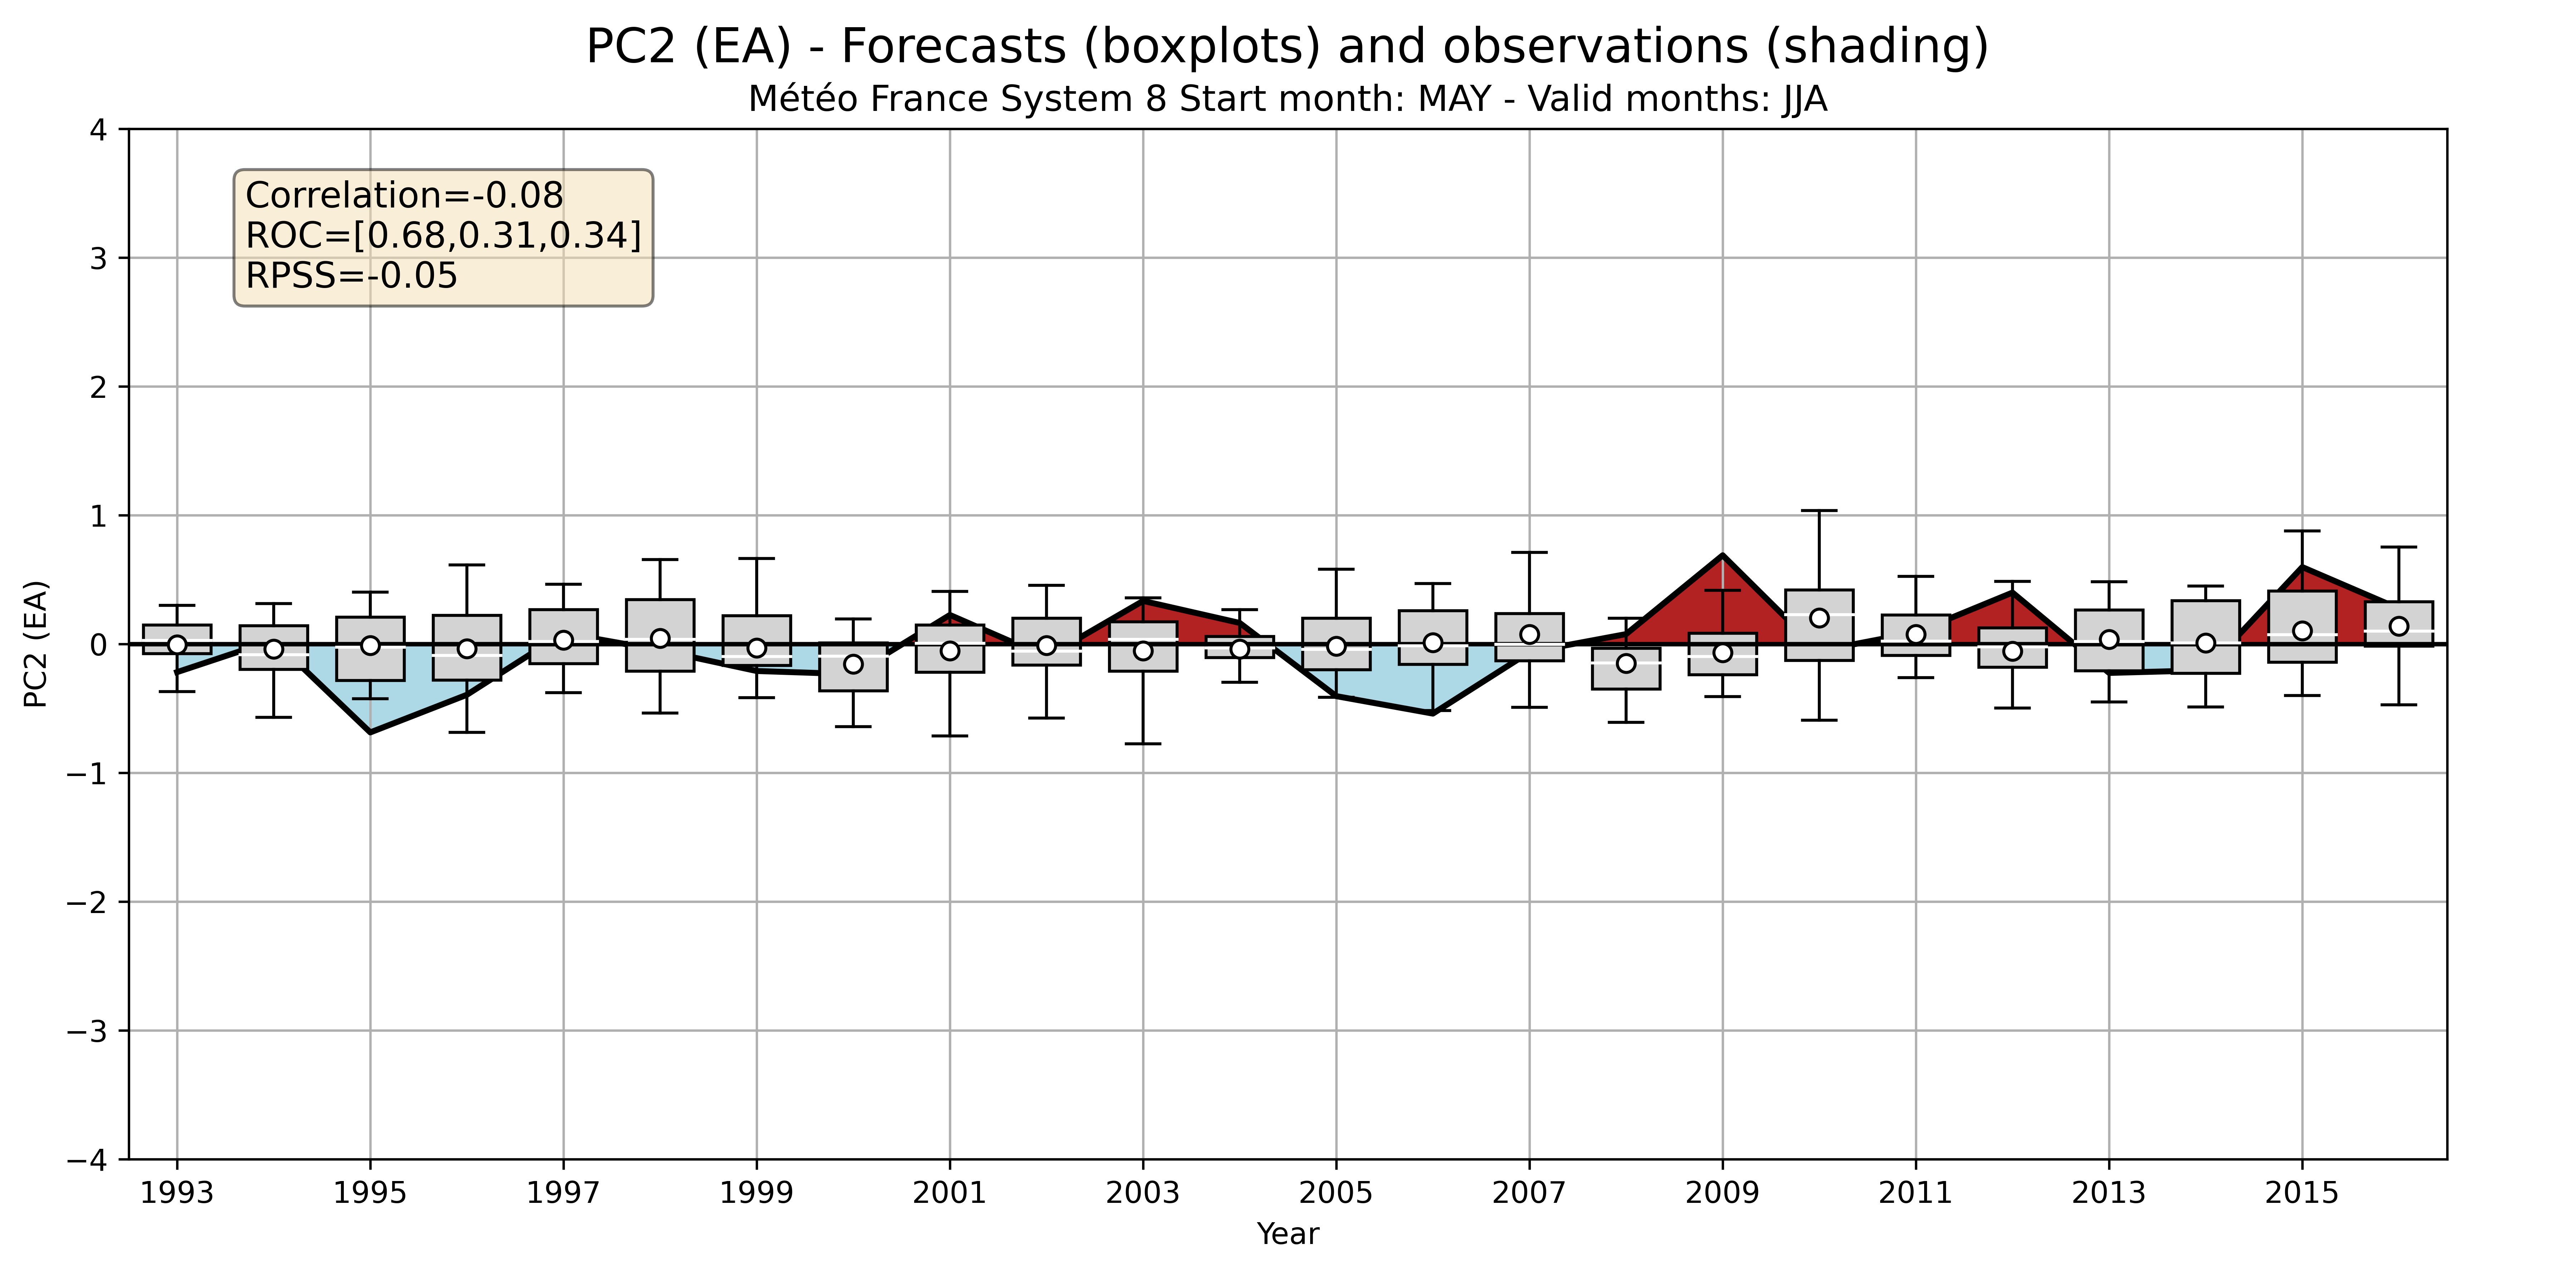 PC2 (EA) - Forecasts (boxplots) and observations (shading)
Météo France System 8 Start month: MAY - Valid months: JJA
Correlation=-0.08
ROC=[0.68,0.31,0.34]
RPSS=-0.05
PC2 (EA)
4
3
2
1
0
−1
−2
−3
−4
1993 1995 1997 1999 2001 2003 2005 2007 2009 2011 2013 2015
Year